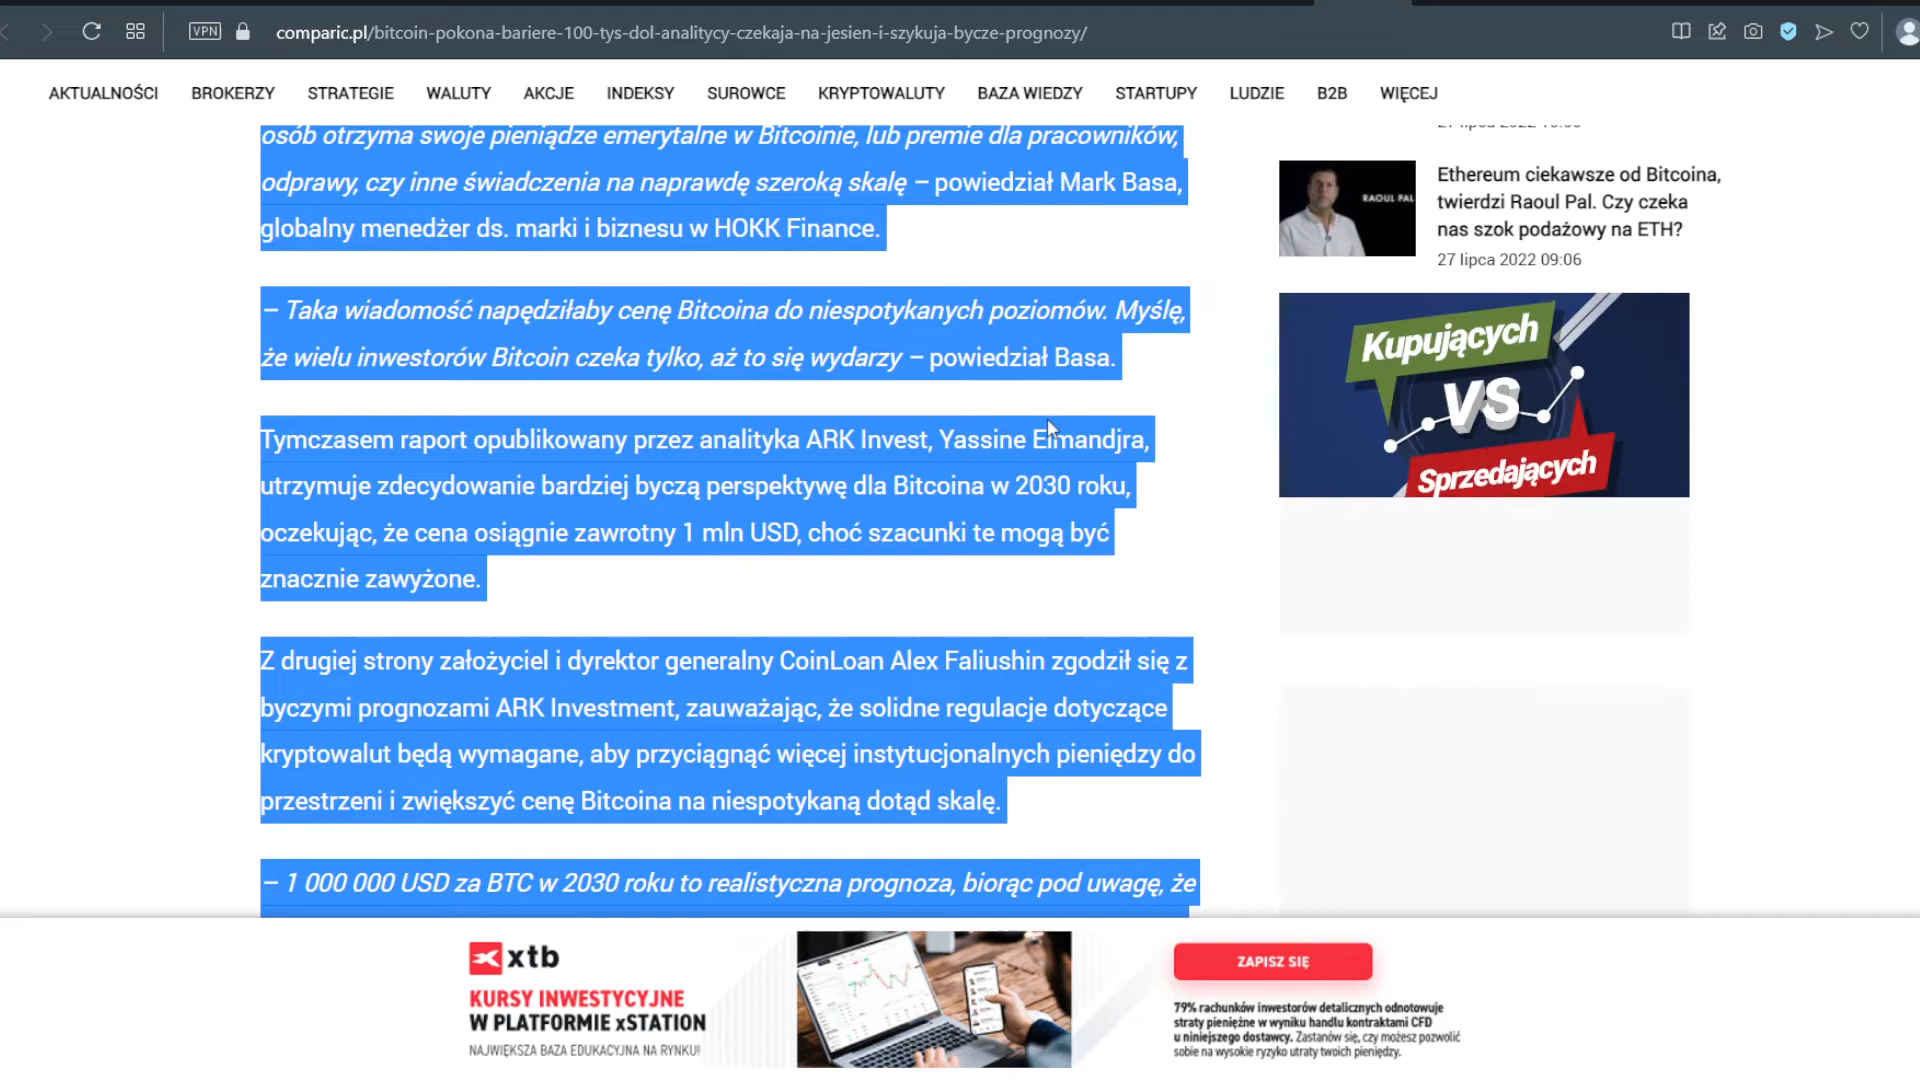 VPN
comparic.pl/bitcoin-pokona-bariere-100-tys-dol-analitycy-czekaja-na-jesien-i-szykuja-bycze-prognozy/
AKTUALNOŚCI BROKERZY STRATEGIE WALUTY AKCJE INDEKSY SUROWCE KRYPTOWALUTY BAZA WIEDZY STARTUPY LUDZIE B2B WIĘCEJ
osób otrzyma swoje pieniądze emerytalne w Bitcoinie, lub premie dla pracowników,
odprawy, czy inne świadczenia na naprawdę szeroką skalę – powiedział Mark Basa,
globalny menedżer ds. marki i biznesu w HOKK Finance.
– Taka wiadomość napędziłaby cenę Bitcoina do niespotykanych poziomów. Myślę,
że wielu inwestorów Bitcoin czeka tylko, aż to się wydarzy – powiedział Basa.
Tymczasem raport opublikowany przez analityka ARK Invest, Yassine Elmandjra,
utrzymuje zdecydowanie bardziej byczą perspektywę dla Bitcoina w 2030 roku,
oczekując, że cena osiągnie zawrotny 1 mln USD, choć szacunki te mogą być
znacznie zawyżone.
Z drugiej strony założyciel i dyrektor generalny CoinLoan Alex Faliushin zgodził się z
byczymi prognozami ARK Investment, zauważając, że solidne regulacje dotyczące
kryptowalut będą wymagane, aby przyciągnąć więcej instytucjonalnych pieniędzy do
przestrzeni i zwiększyć cenę Bitcoina na niespotykaną dotąd skalę.
– 1 000 000 USD za BTC w 2030 roku to realistyczna prognoza, biorąc pod uwagę, że
RAOUL PAL
Ethereum ciekawsze od Bitcoina,
twierdzi Raoul Pal. Czy czeka
nas szok podażowy na ETH?
27 lipca 2022 09:06
Kupujących
VS
Sprzedających
xtb
KURSY INWESTYCYJNE
W PLATFORMIE xSTATION
NAJWIĘKSZA BAZA EDUKACYJNA NA RYNKU!
ZAPISZ SIĘ
79% rachunków inwestorów detalicznych odnotowuje
straty pieniężne w wyniku handlu kontraktami CFD
u niniejszego dostawcy. Zastanów się, czy możesz pozwolić
sobie na wysokie ryzyko utraty twoich pieniędzy.